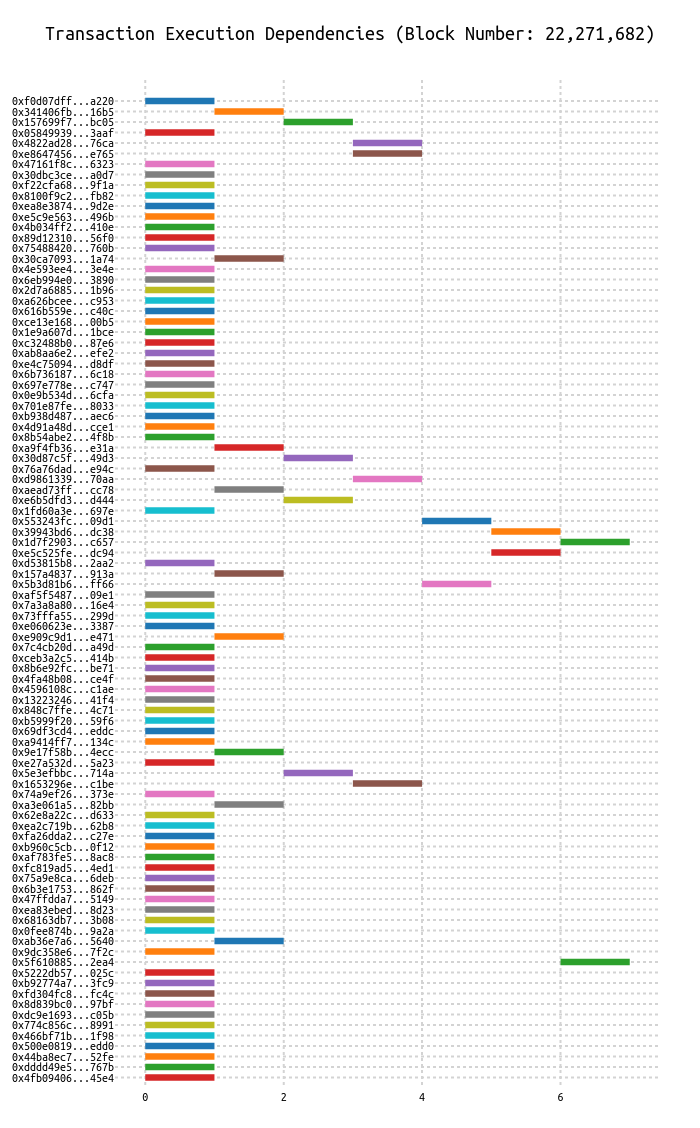 Transaction Execution Dependencies (Block Number: 22,271,682)
0xf0d07dff...a220
0x341406fb...16b5
0x157699f7...bc05
0x05849939...3aaf
0x4822ad28...76ca
0xe8647456...e765
0x47161f8c...6323
0x30dbc3ce...a0d7
0xf22cfa68...9f1a
0x8100f9c2...fb82
0xea8e3874...9d2e
0xe5c9e563...496b
0x4b034ff2...410e
0x89d12310...56f0
0x75488420...760b
0x30ca7093...1a74
0x4e593ee4...3e4e
0x6eb994e0...3890
0x2d7a6885...1b96
0xa626bcee...c953
0x616b559e...c40c
0xce13e168...00b5
0x1e9a607d...1bce
0xc32488b0...87e6
0xab8aa6e2...efe2
0xe4c75094...d8df
0x6b736187...6c18
0x697e778e...c747
0x0e9b534d...6cfa
0x701e87fe...8033
0xb938d487...aec6
0x4d91a48d...cce1
0x8b54abe2...4f8b
0xa9f4fb36...e31a
0x30d87c5f...49d3
0x76a76dad...e94c
0xd9861339...70aa
0xaead73ff...cc78
0xe6b5dfd3...d444
0x1fd60a3e...697e
0x553243fc...09d1
0x39943bd6...dc38
0x1d7f2903...c657
0xe5c525fe...dc94
0xd53815b8...2aa2
0x157a4837...913a
0x5b3d81b6...ff66
0xaf5f5487...09e1
0x7a3a8a80...16e4
0x73fffa55...299d
0xe060623e...3387
0xe909c9d1...e471
0x7c4cb20d...a49d
0xceb3a2c5...414b
0x8b6e92fc...be71
0x4fa48b08...ce4f
0x4596108c...c1ae
0x13223246...41f4
0x848c7ffe...4c71
0xb5999f20...59f6
0x69df3cd4...eddc
0xa9414ff7...134c
0x9e17f58b...4ecc
0xe27a532d...5a23
0x5e3efbbc...714a
0x1653296e...c1be
0x74a9ef26...373e
0xa3e061a5...82bb
0x62e8a22c...d633
0xea2c719b...62b8
0xfa26dda2...c27e
0xb960c5cb...0f12
0xaf783fe5...8ac8
0xfc819ad5...4ed1
0x75a9e8ca...6deb
0x6b3e1753...862f
0x47ffdda7...5149
0xea83ebed...8d23
0x68163db7...3b08
0x0fee874b...9a2a
0xab36e7a6...5640
0x9dc358e6...7f2c
0x5f610885...2ea4
0x5222db57...025c
0xb92774a7...3fc9
0xfd304fc8...fc4c
0x8d839bc0...97bf
0xdc9e1693...c05b
0x774c856c...8991
0x466bf71b...1f98
0x500e0819...edd0
0x44ba8ec7...52fe
0xdddd49e5...767b
0x4fb09406...45e4
0 2 4 6